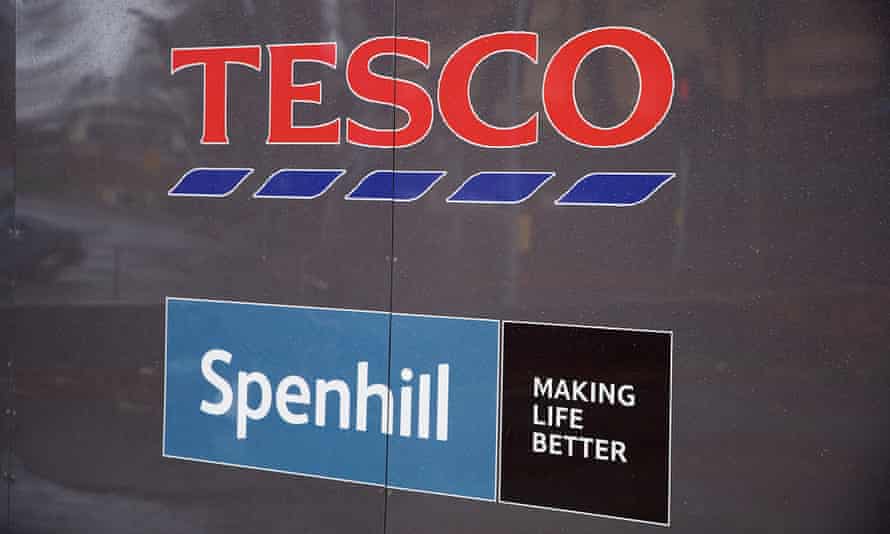 TESCO
Spenhill
MAKING
LIFE
BETTER